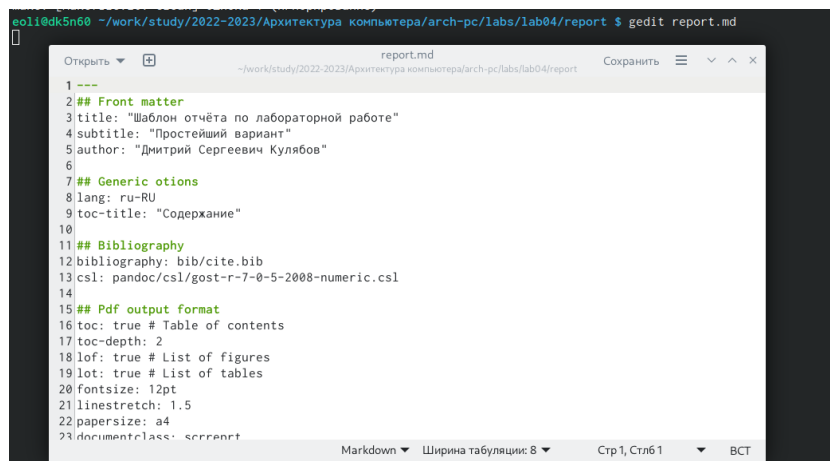 eoli@dk5n60 ~/work/study/2022-2023/Архитектура компьютера/arch-pc/labs/lab04/report $ gedit report.md
Открыть
report.md
~/work/study/2022-2023/Архитектура компьютера/arch-pc/labs/lab04/report
Сохранить
1 ---
2 ## Front matter
3 title: "Шаблон отчёта по лабораторной работе"
4 subtitle: "Простейший вариант"
5 author: "Дмитрий Сергеевич Кулябов"
6
7 ## Generic otions
8 lang: ru-RU
9 toc-title: "Содержание"
10
11 ## Bibliography
12 bibliography: bib/cite.bib
13 csl: pandoc/csl/gost-r-7-0-5-2008-numeric.csl
14
15 ## Pdf output format
16 toc: true # Table of contents
17 toc-depth: 2
18 lof: true # List of figures
19 lot: true # List of tables
20 fontsize: 12pt
21 linestretch: 1.5
22 papersize: a4
23 documentclass: scrreprt
Markdown Ширина табуляции: 8 Стр 1, Стлб 1 ВСТ